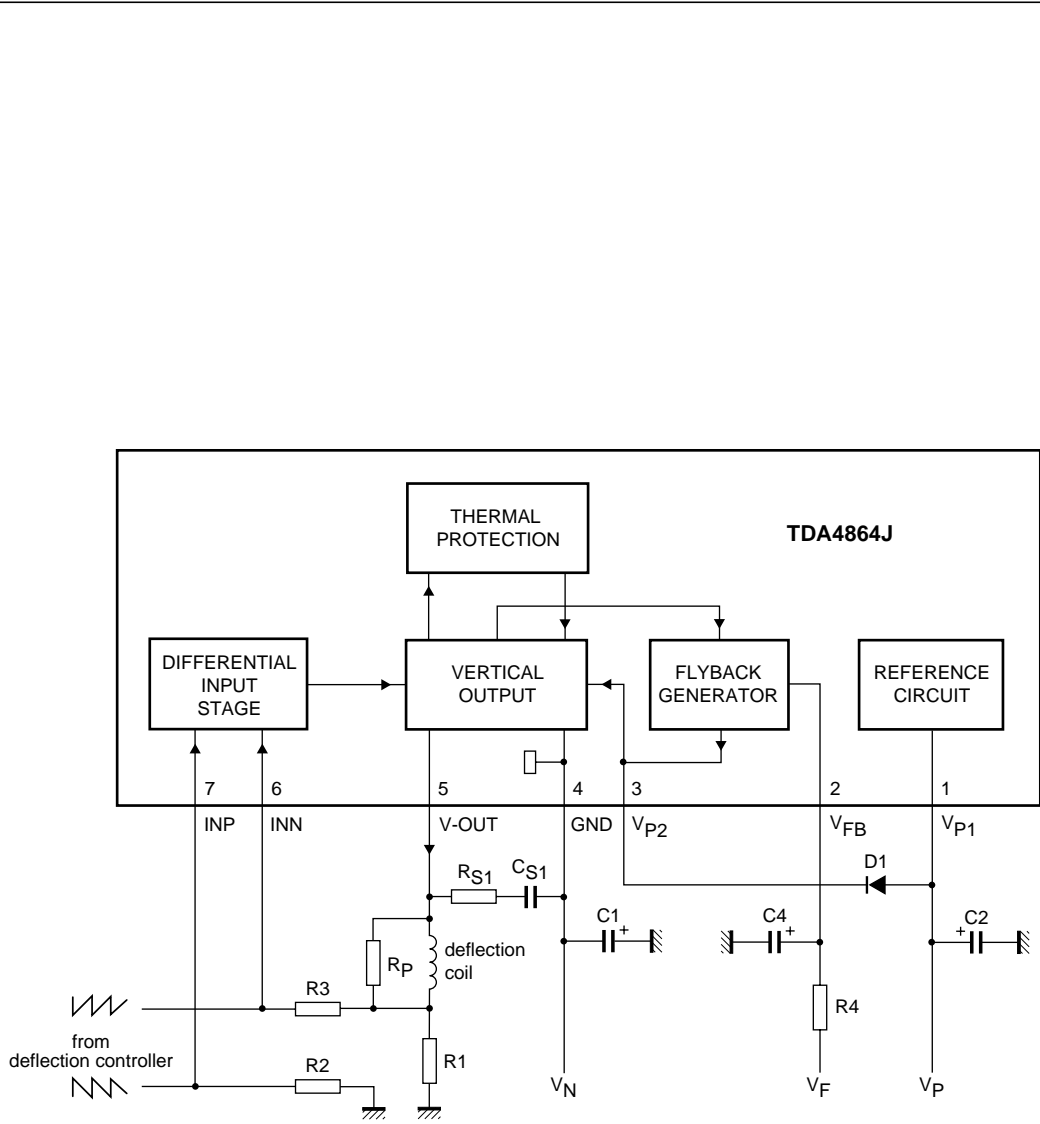 THERMAL
PROTECTION
TDA4864J
DIFFERENTIAL
INPUT
STAGE
VERTICAL
OUTPUT
FLYBACK
GENERATOR
REFERENCE
CIRCUIT
7 6 5 4 3 2 1
INP INN V-OUT GND VP2 VFB VP1
D1
RS1 CS1
C1 + C4 + + C2
RP deflection
coil
R3
R4
from
deflection controller
R2 R1
VN VF VP